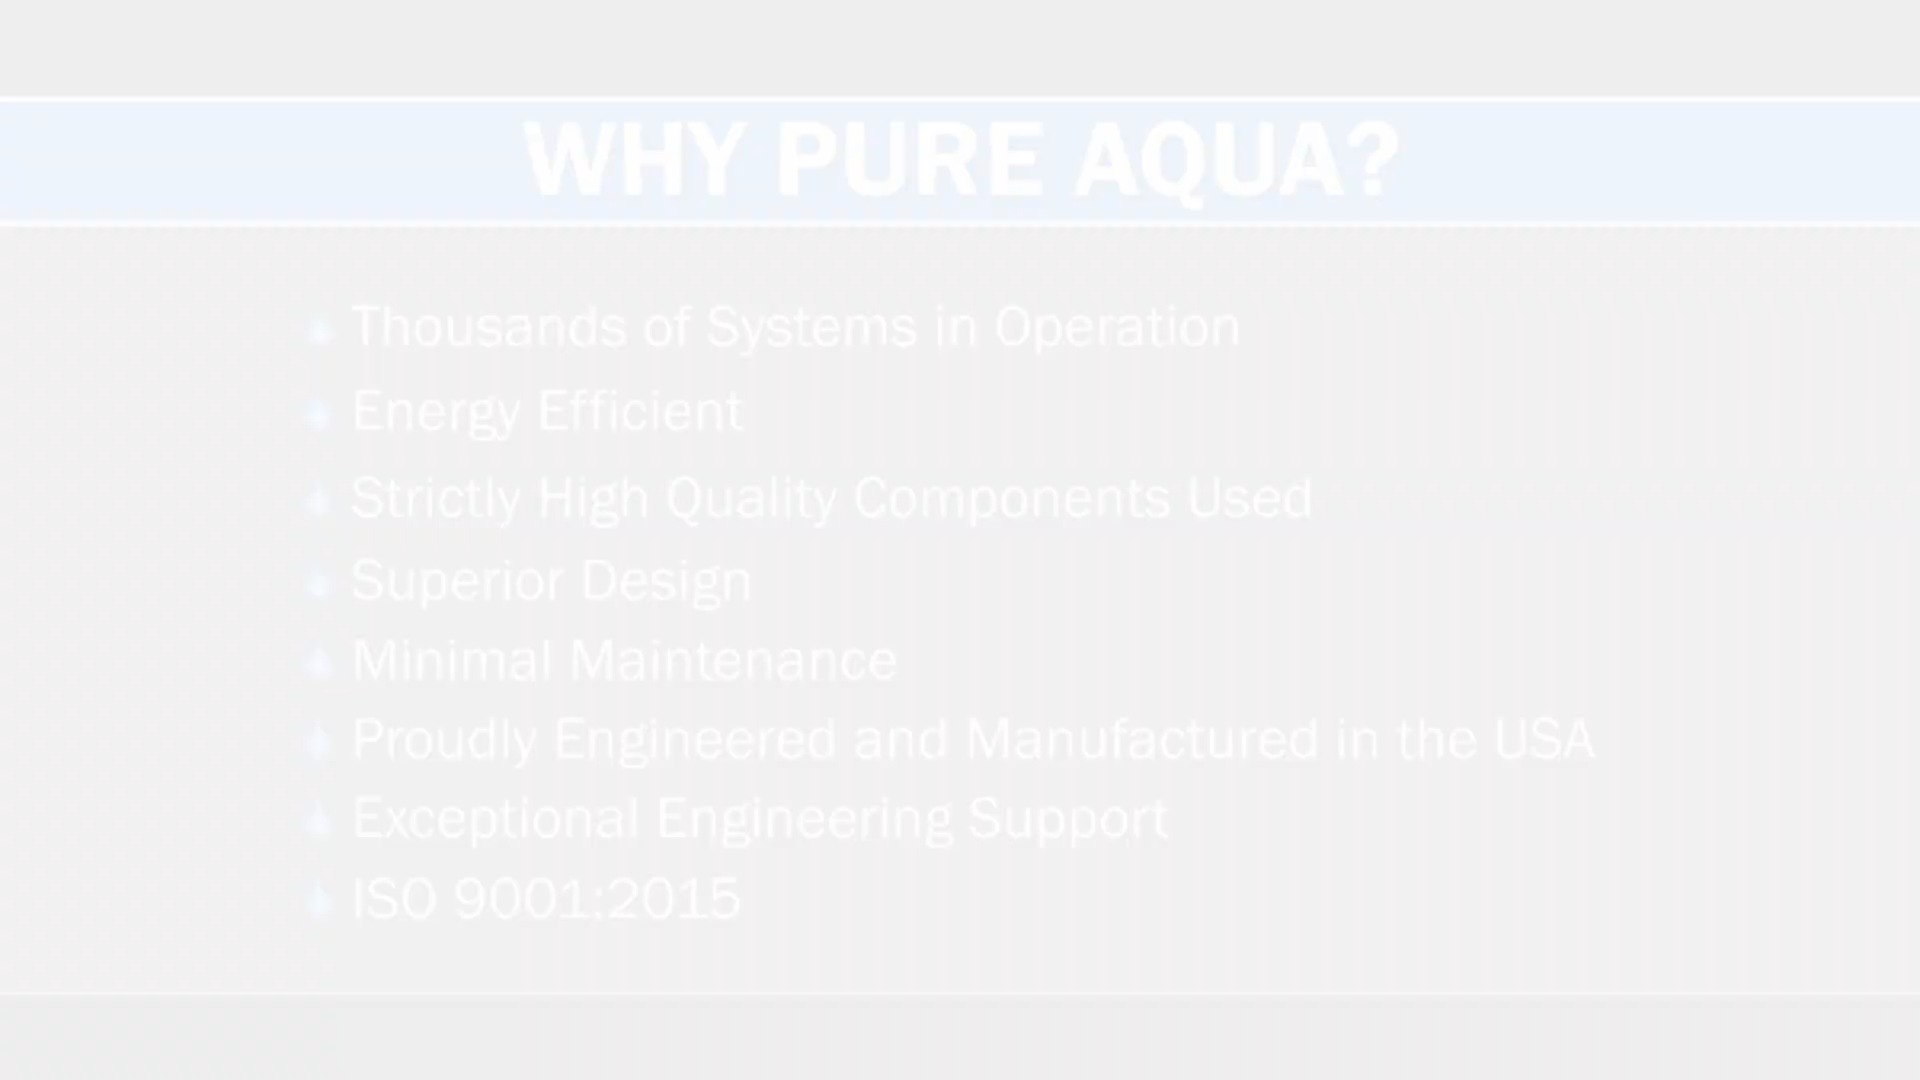 WHY PURE AQUA?
Thousands of Systems in Operation
Energy Efficient
Strictly High Quality Components Used
Superior Design
Minimal Maintenance
Proudly Engineered and Manufactured in the USA
Exceptional Engineering Support
ISO 9001:2015